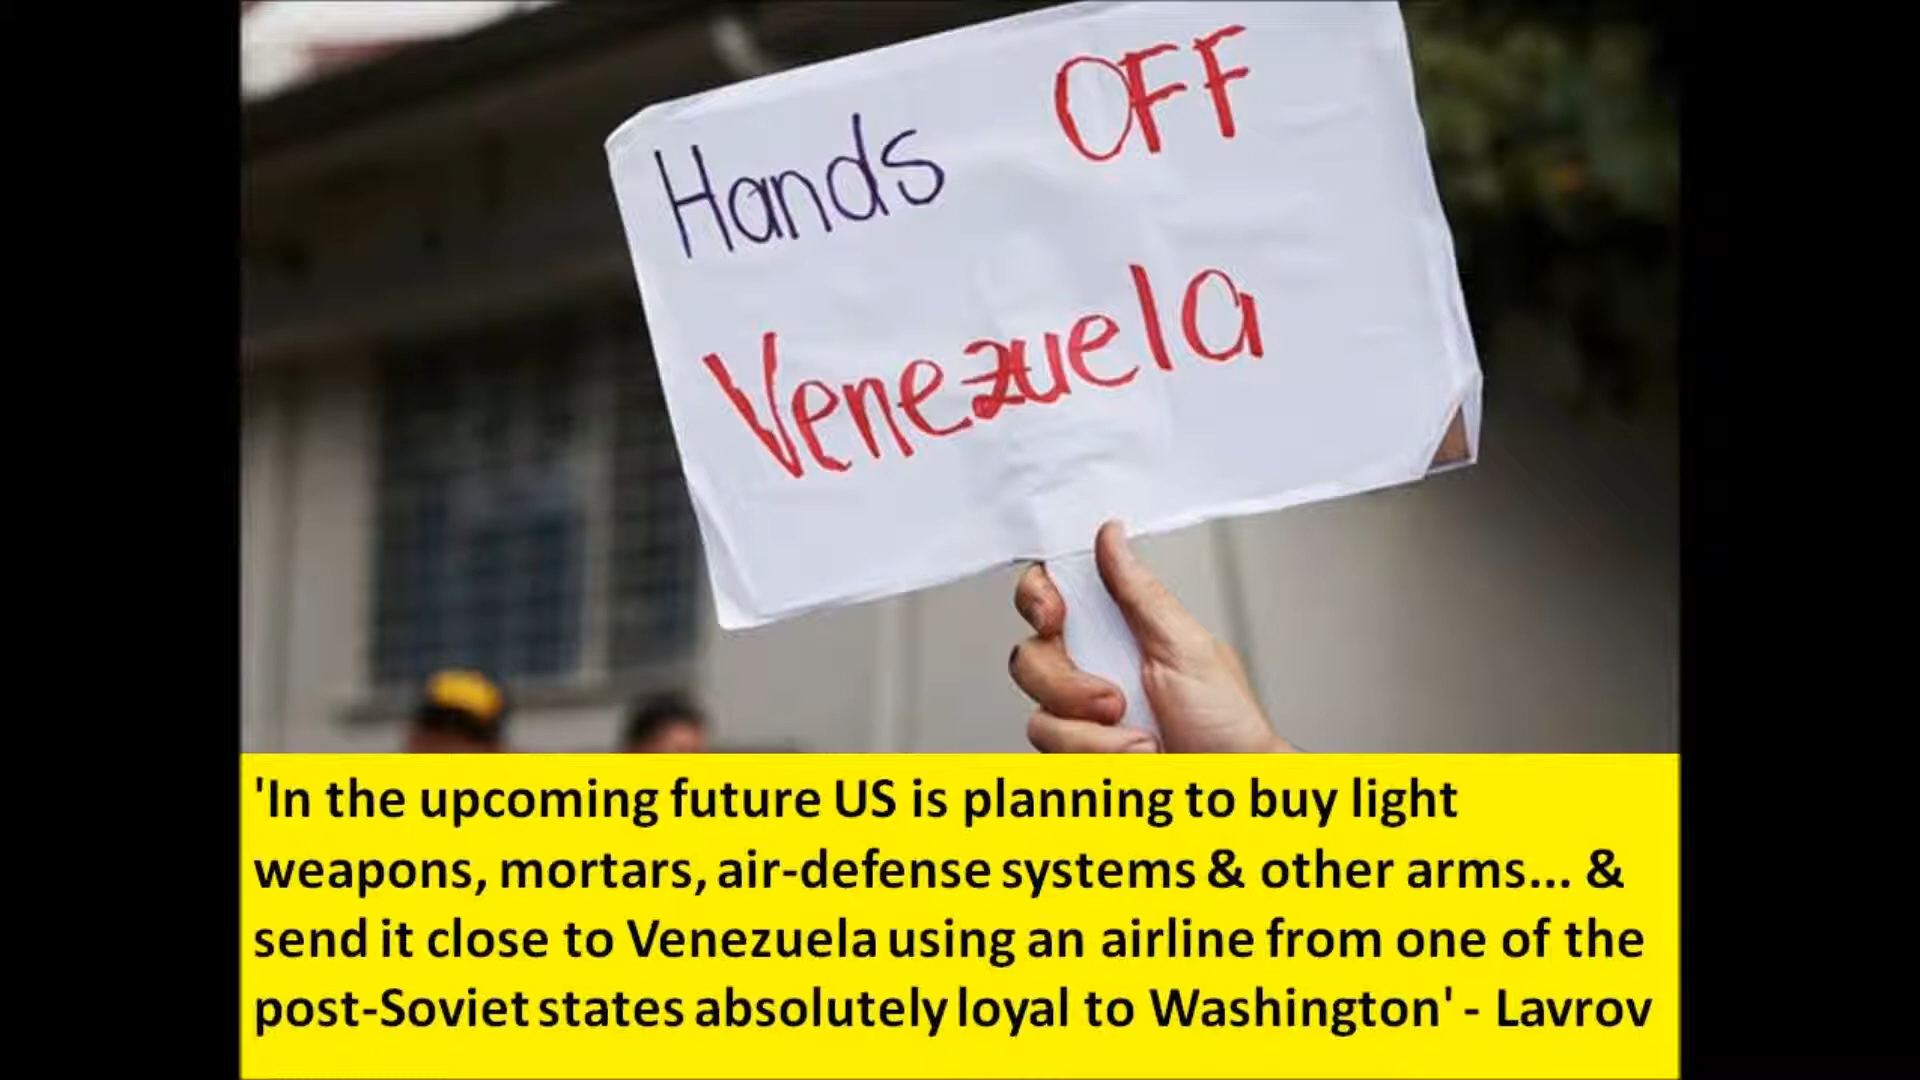 Hands OFF
Venezuela
'In the upcoming future US is planning to buy light
weapons, mortars, air-defense systems & other arms... &
send it close to Venezuela using an airline from one of the
post-Soviet states absolutely loyal to Washington' - Lavrov